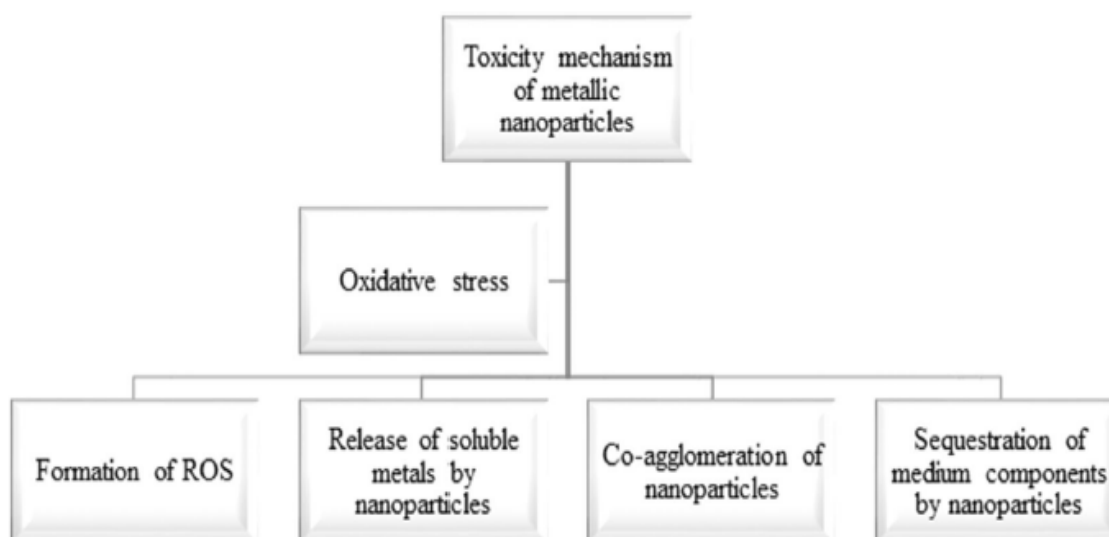 Toxicity mechanism
of metallic
nanoparticles
Oxidative stress
Formation of ROS
Release of soluble
metals by
nanoparticles
Co-agglomeration of
nanoparticles
Sequestration of
medium components
by nanoparticles